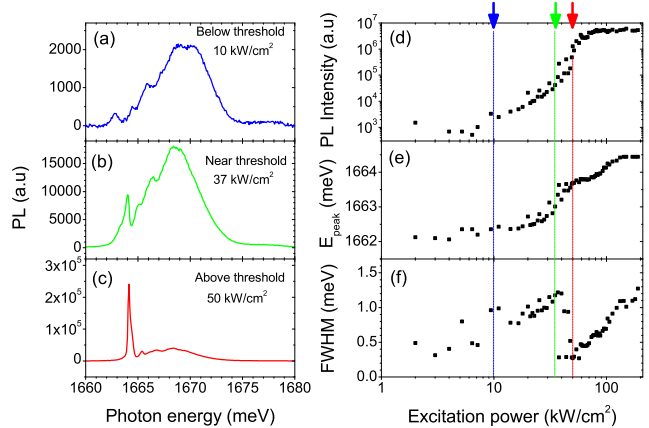 (a)
Below threshold
10 kW/cm²
2000
1000
0
(b)
Near threshold
37 kW/cm²
15000
10000
5000
0
PL (a.u)
(c)
Above threshold
50 kW/cm²
3x10⁵
2x10⁵
1x10⁵
0
1660 1665 1670 1675 1680
Photon energy (meV)
(d)
10⁷
10⁶
10⁵
10⁴
10³
PL Intensity (a.u)
(e)
1664
1662
E_peak (meV)
(f)
1.5
1.0
0.5
0.0
FWHM (meV)
10 100
Excitation power (kW/cm²)